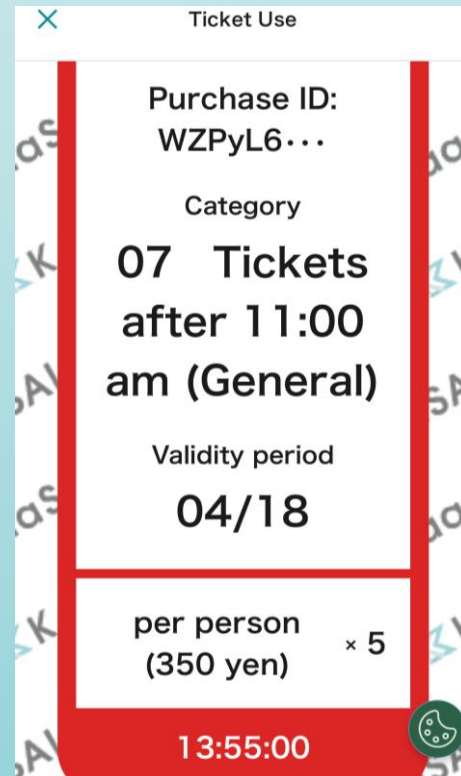 Ticket Use
Purchase ID:
WZPyL6···
Category
07 Tickets
after 11:00
am (General)
Validity period
04/18
per person
(350 yen)
× 5
13:55:00